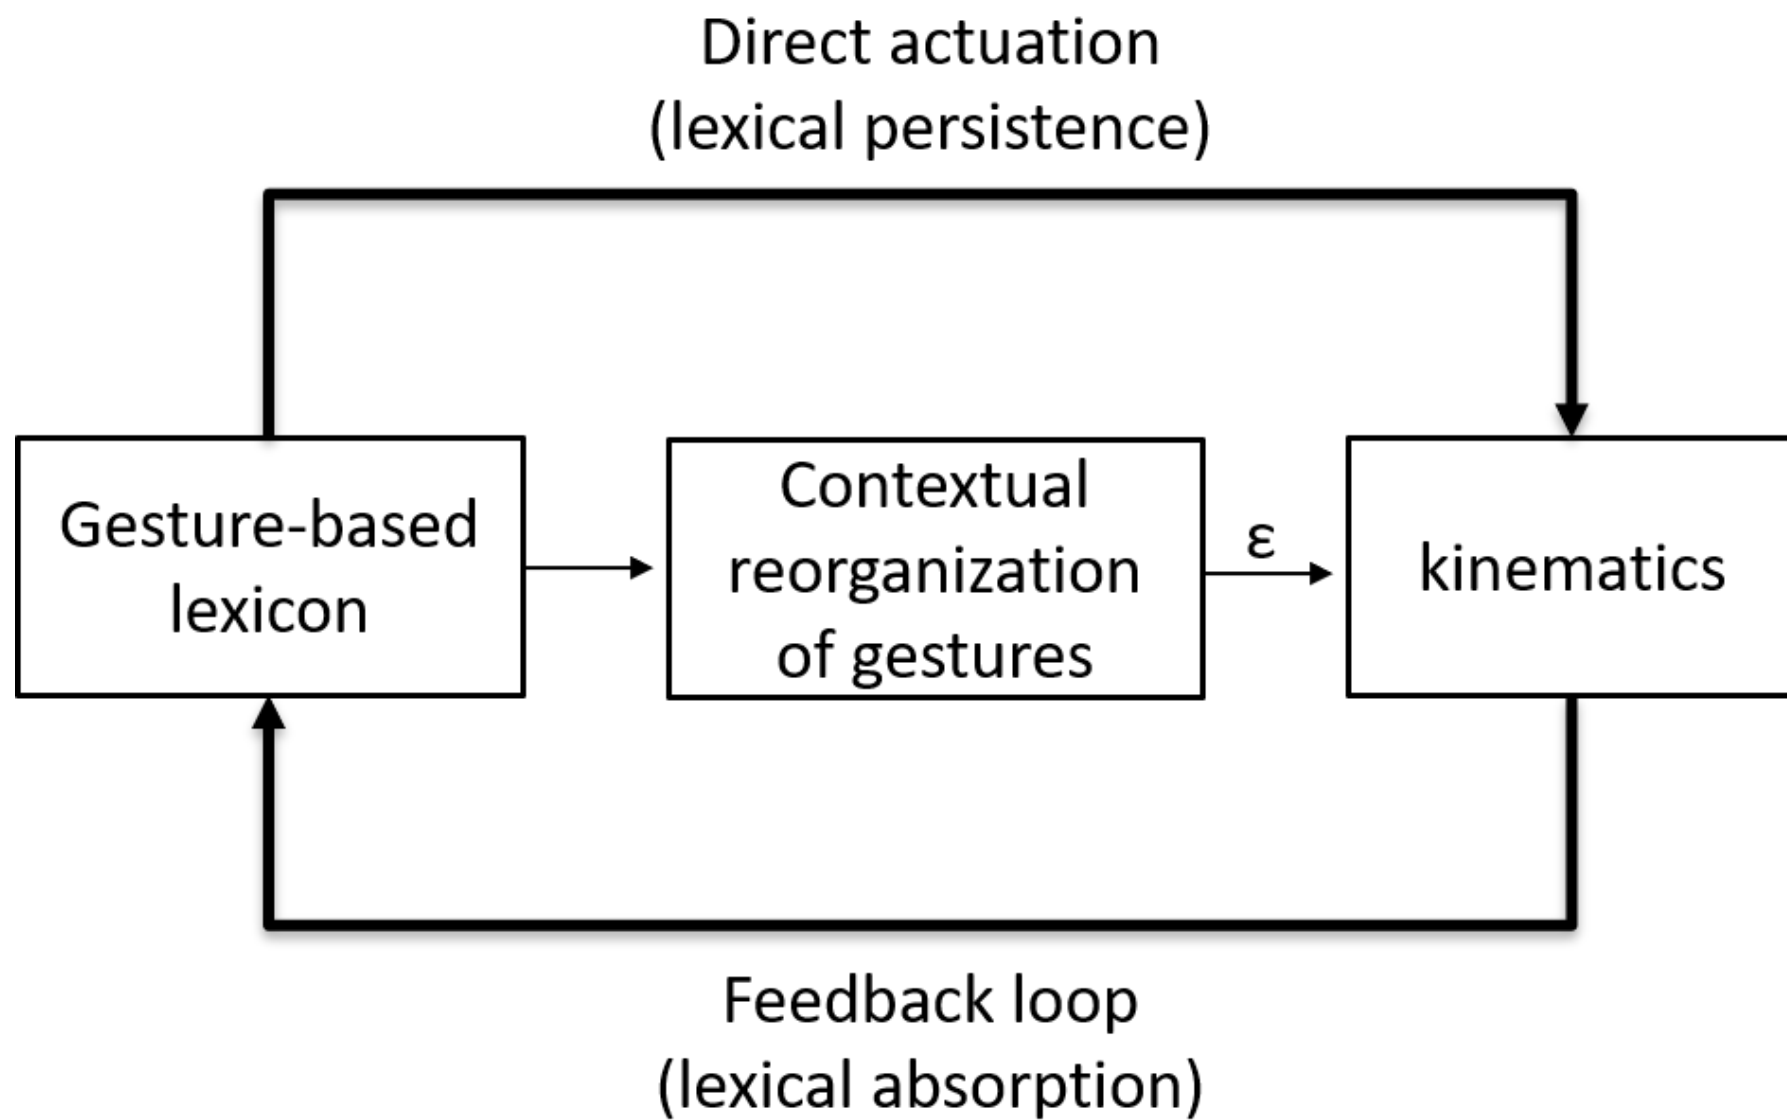 Direct actuation
(lexical persistence)
Gesture-based
lexicon
Contextual
reorganization
of gestures
ε
kinematics
Feedback loop
(lexical absorption)